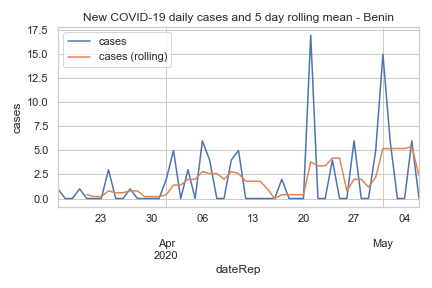 New COVID-19 daily cases and 5 day rolling mean - Benin
cases
cases (rolling)
17.5
15.0
12.5
10.0
7.5
5.0
2.5
0.0
cases
23 30 06 13 20 27 04
Apr May
2020
dateRep